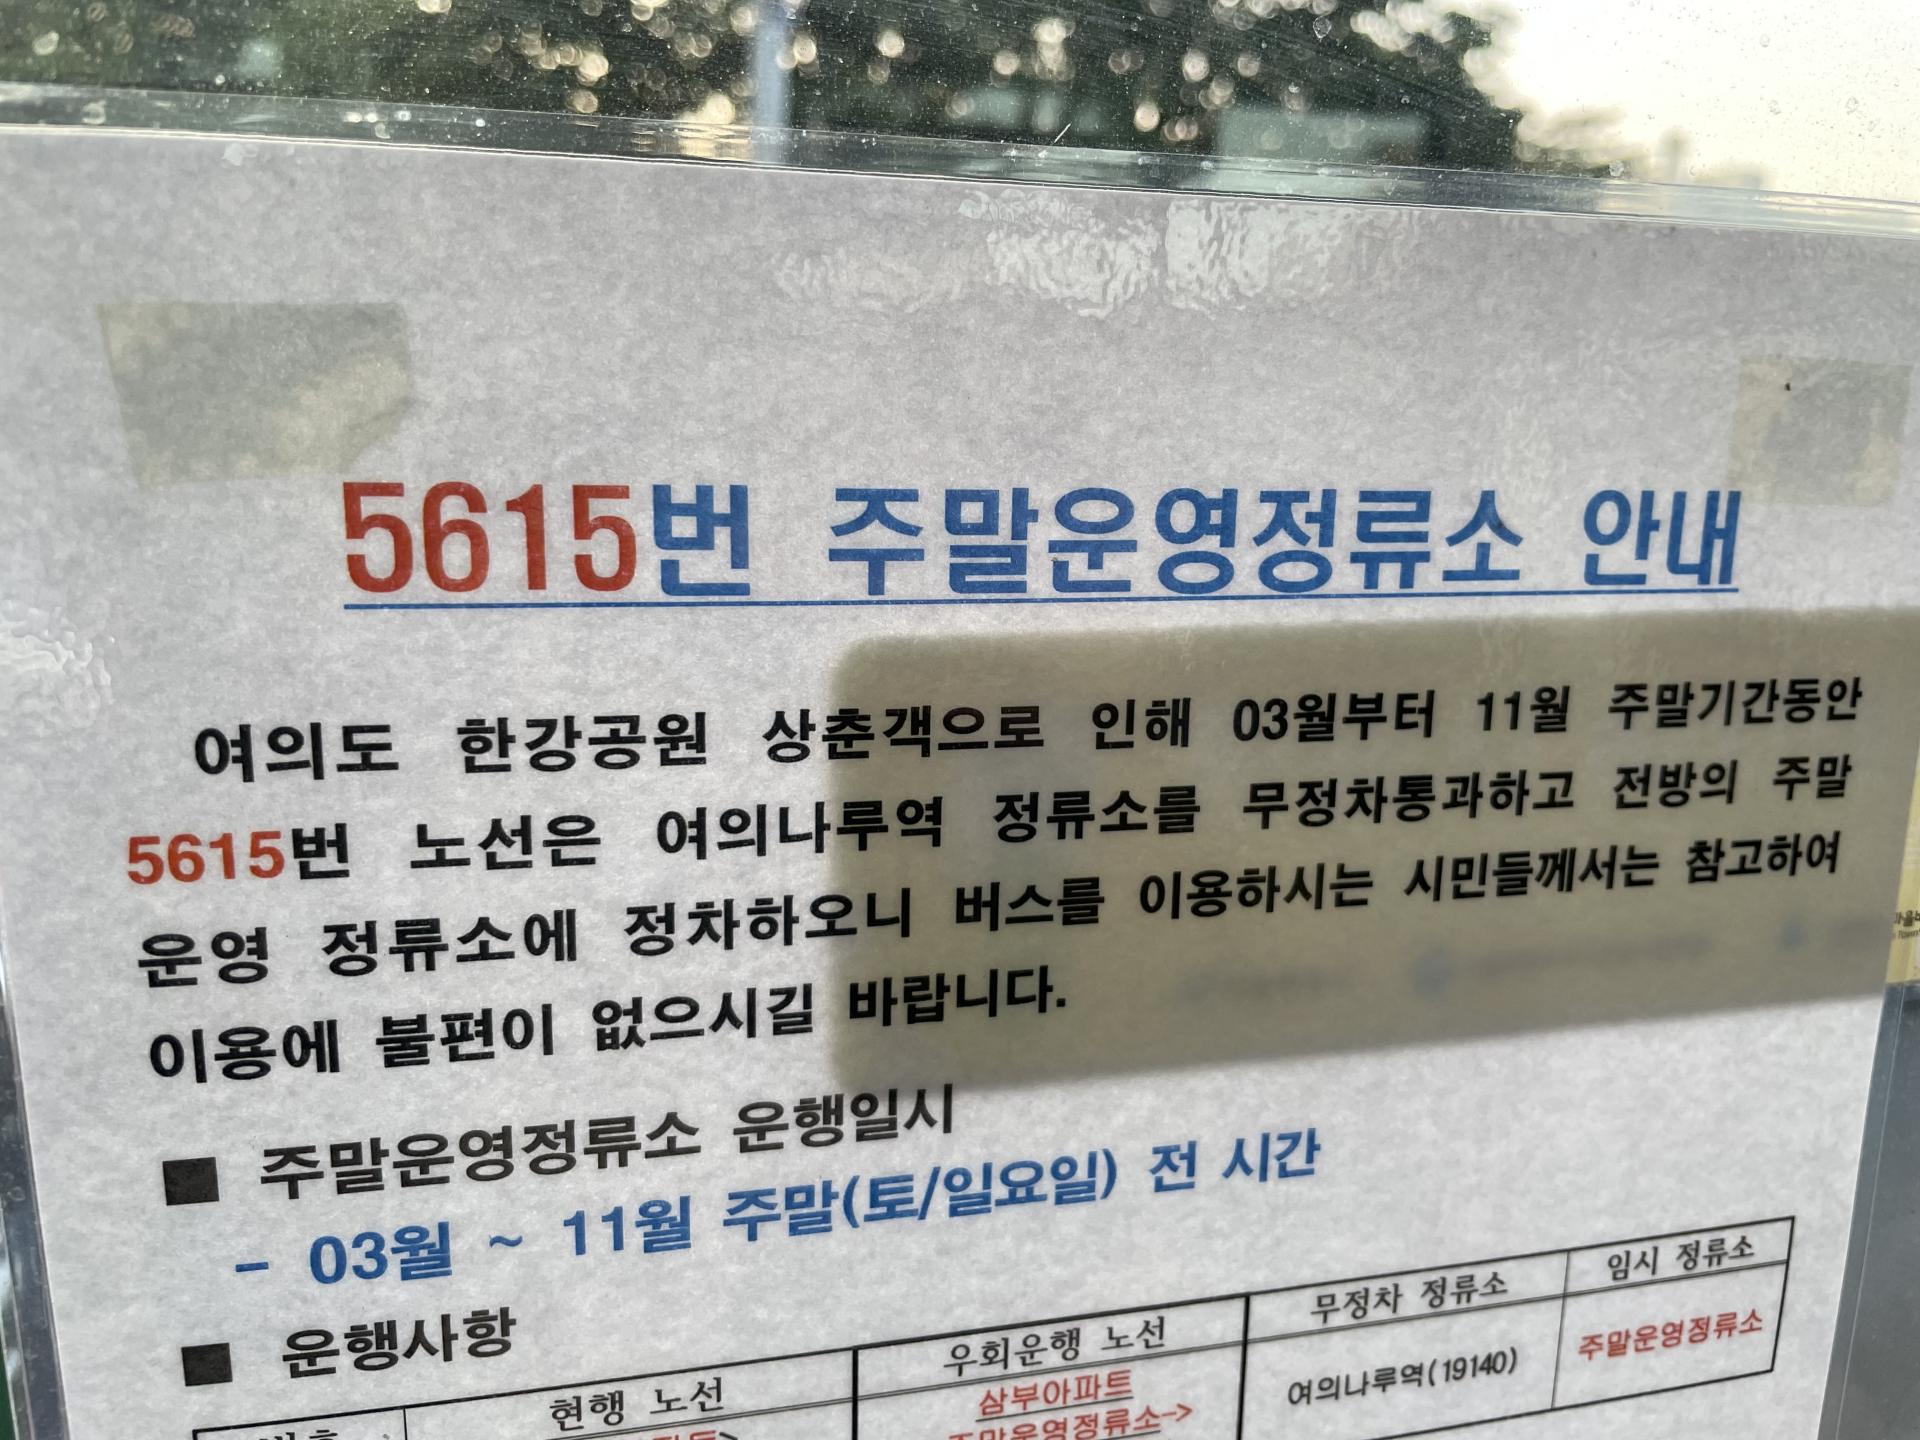 5615번 주말운영정류소 안내
여의도 한강공원 상춘객으로 인해 03월부터 11월 주말기간동안
5615번 노선은 여의나루역 정류소를 무정차통과하고 전방의 주말
운영 정류소에 정차하오니 버스를 이용하시는 시민들께서는 참고하여
이용에 불편이 없으시길 바랍니다.
■ 주말운영정류소 운행일시
- 03월 ~ 11월 주말(토/일요일) 전 시간
■ 운행사항
현행 노선 우회운행 노선 무정차 정류소 임시 정류소
삼부아파트 여의나루역(19140) 주말운영정류소
주말운영정류소->